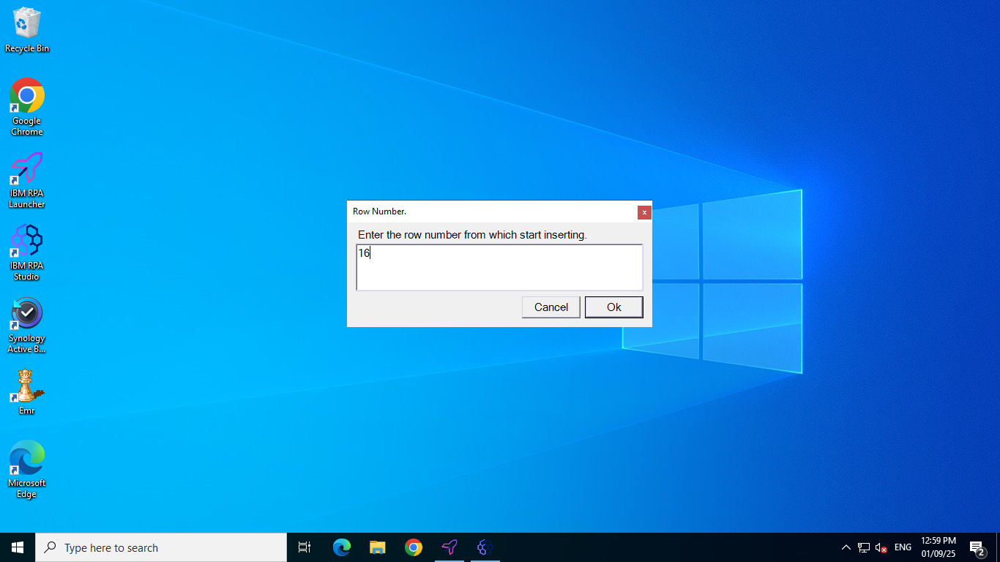 Recycle Bin
Google
Chrome
IBM RPA
Launcher
IBM RPA
Studio
Synology
Active B...
Emr
Microsoft
Edge
Row Number.
x
Enter the row number from which start inserting.
16
Cancel
Ok
Type here to search
ENG
12:59 PM
01/09/25
2